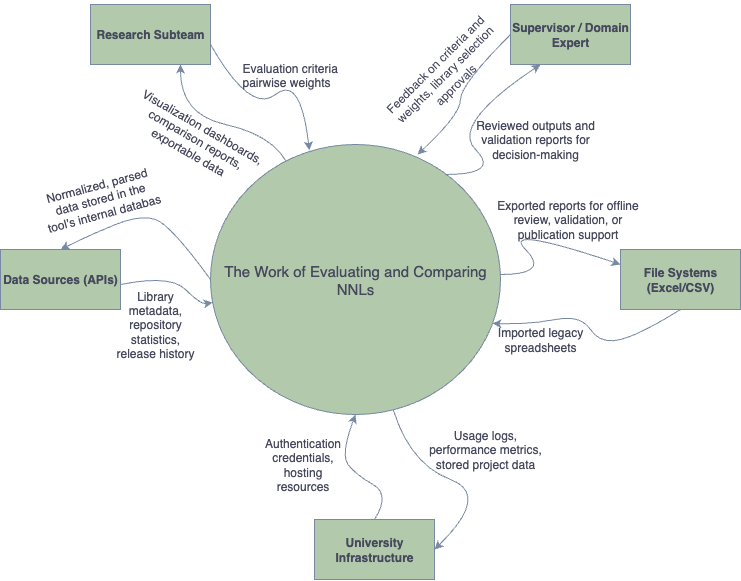 Research Subteam
Supervisor / Domain
Expert
Evaluation criteria
pairwise weights
Feedback on criteria and
weights, library selection
approvals
Visualization dashboards,
comparison reports,
exportable data
Reviewed outputs and
validation reports for
decision-making
Normalized, parsed
data stored in the
tool's internal databas
Exported reports for offline
review, validation, or
publication support
Data Sources (APIs)
The Work of Evaluating and Comparing
NNLs
File Systems
(Excel/CSV)
Library
metadata,
repository
statistics,
release history
Imported legacy
spreadsheets
Authentication
credentials,
hosting
resources
Usage logs,
performance metrics,
stored project data
University
Infrastructure